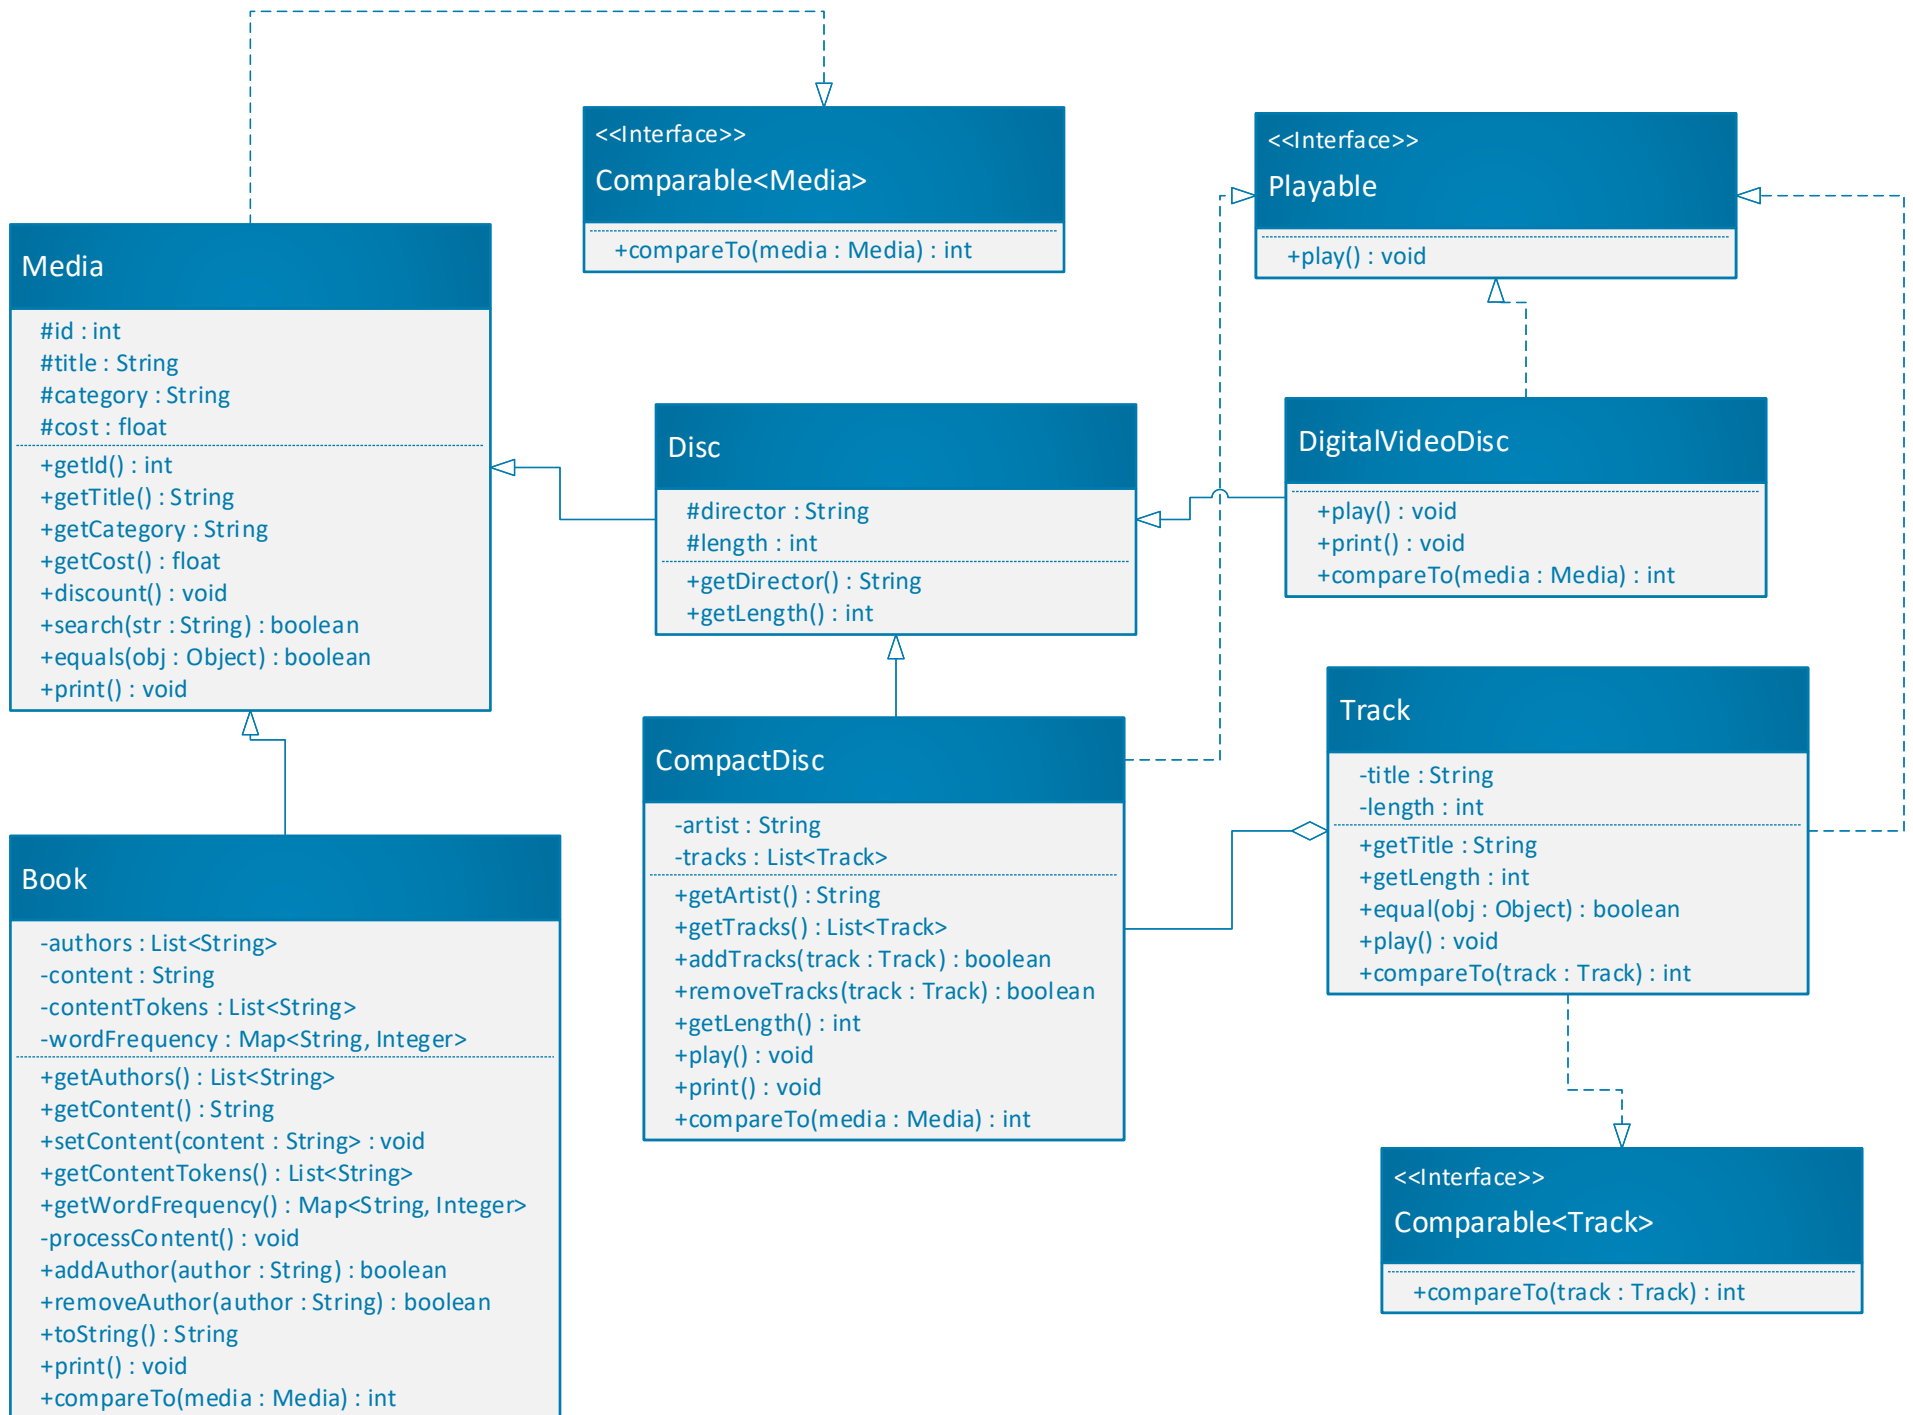 <<Interface>>
Comparable<Media>
+compareTo(media : Media) : int
<<Interface>>
Playable
+play() : void
Media
#id : int
#title : String
#category : String
#cost : float
+getId() : int
+getTitle() : String
+getCategory : String
+getCost() : float
+discount() : void
+search(str : String) : boolean
+equals(obj : Object) : boolean
+print() : void
Disc
#director : String
#length : int
+getDirector() : String
+getLength() : int
DigitalVideoDisc
+play() : void
+print() : void
+compareTo(media : Media) : int
CompactDisc
-artist : String
-tracks : List<Track>
+getArtist() : String
+getTracks() : List<Track>
+addTracks(track : Track) : boolean
+removeTracks(track : Track) : boolean
+getLength() : int
+play() : void
+print() : void
+compareTo(media : Media) : int
Track
-title : String
-length : int
+getTitle : String
+getLength : int
+equal(obj : Object) : boolean
+play() : void
+compareTo(track : Track) : int
Book
-authors : List<String>
-content : String
-contentTokens : List<String>
-wordFrequency : Map<String, Integer>
+getAuthors() : List<String>
+getContent() : String
+setContent(content : String> : void
+getContentTokens() : List<String>
+getWordFrequency() : Map<String, Integer>
-processContent() : void
+addAuthor(author : String) : boolean
+removeAuthor(author : String) : boolean
+toString() : String
+print() : void
+compareTo(media : Media) : int
<<Interface>>
Comparable<Track>
+compareTo(track : Track) : int